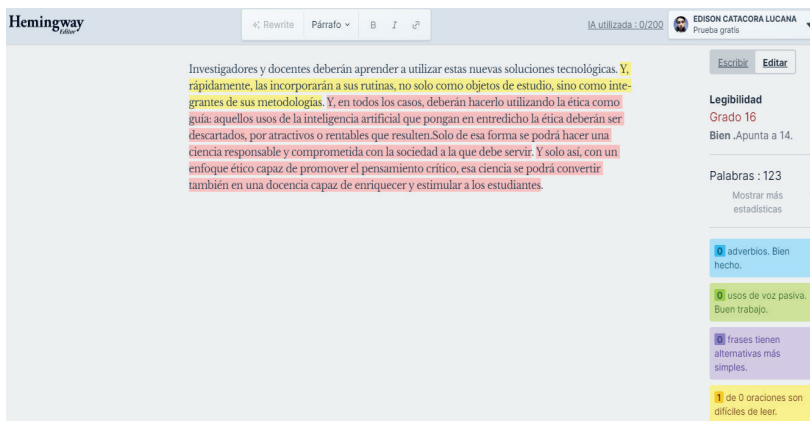 Hemingway
Editor
Rewrite
Párrafo
B
I
IA utilizada : 0/200
EDISON CATACORA LUCANA
Prueba gratis
Investigadores y docentes deberán aprender a utilizar estas nuevas soluciones tecnológicas. Y,
rápidamente, las incorporarán a sus rutinas, no solo como objetos de estudio, sino como inte-
grantes de sus metodologías. Y, en todos los casos, deberán hacerlo utilizando la ética como
guía: aquellos usos de la inteligencia artificial que pongan en entredicho la ética deberán ser
descartados, por atractivos o rentables que resulten.Solo de esa forma se podrá hacer una
ciencia responsable y comprometida con la sociedad a la que debe servir. Y solo así, con un
enfoque ético capaz de promover el pensamiento crítico, esa ciencia se podrá convertir
también en una docencia capaz de enriquecer y estimular a los estudiantes.
Escribir
Editar
Legibilidad
Grado 16
Bien .Apunta a 14.
Palabras : 123
Mostrar más
estadísticas
0 adverbios. Bien
hecho.
0 usos de voz pasiva.
Buen trabajo.
0 frases tienen
alternativas más
simples.
1 de 0 oraciones son
difíciles de leer.